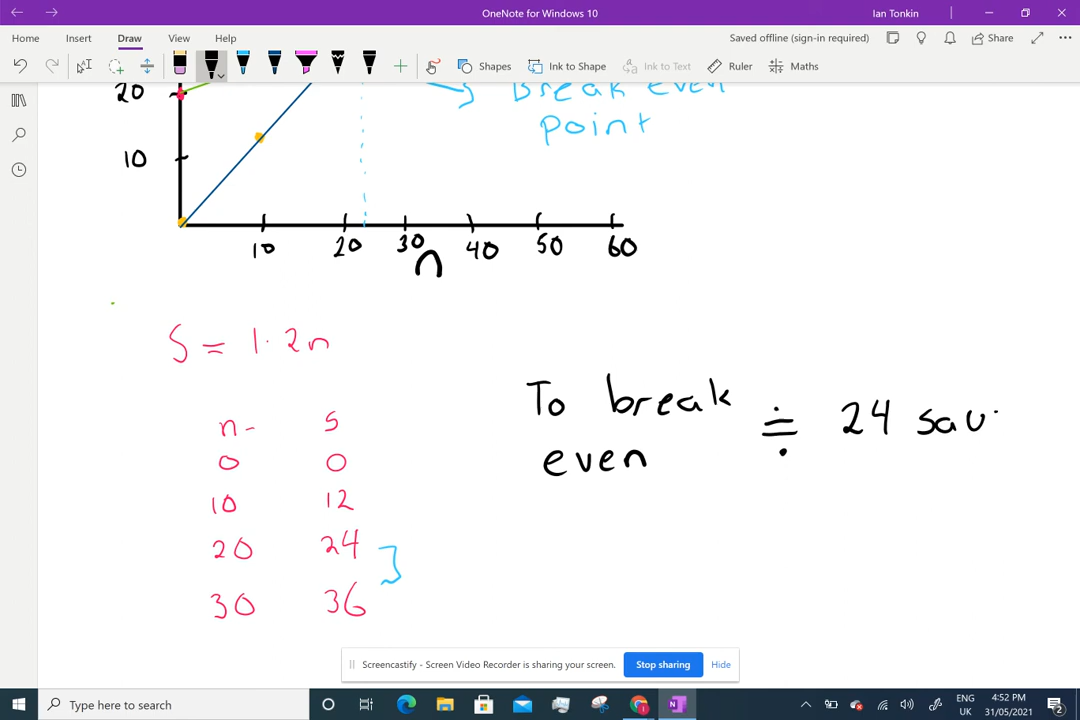 OneNote for Windows 10
Ian Tonkin
Home Insert Draw View Help
Saved offline (sign-in required)
Share
Shapes
Ink to Shape
Ink to Text
Ruler
Maths
20
Break even
point
10
10 20 30 40 50 60
n
S = 1.2n
To break
even
≑ 24 sav
n S
0 0
10 12
20 24
30 36
Screencastify - Screen Video Recorder is sharing your screen.
Stop sharing
Hide
Type here to search
ENG
UK
4:52 PM
31/05/2021
2